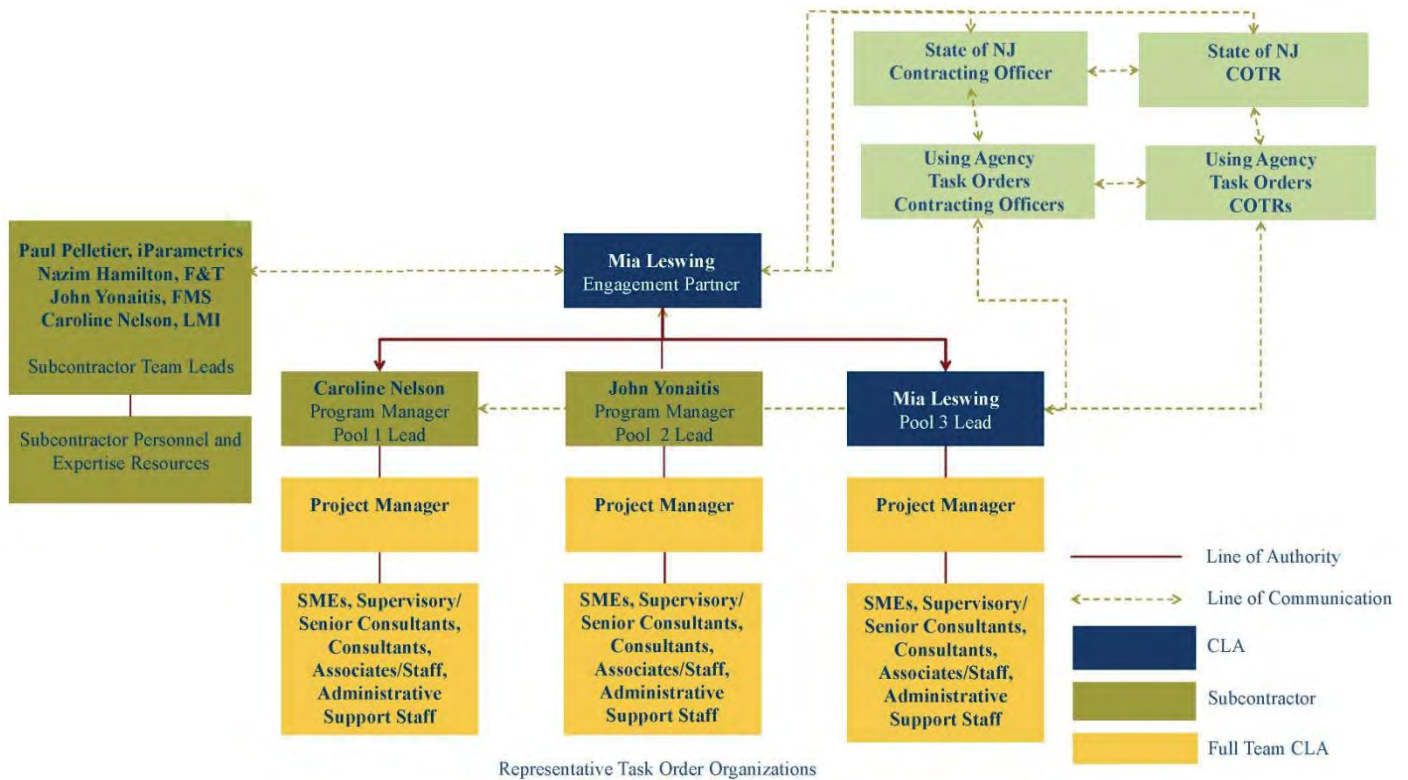 State of NJ
Contracting Officer
State of NJ
COTR
Using Agency
Task Orders
Contracting Officers
Using Agency
Task Orders
COTRs
Paul Pelletier, iParametrics
Nazim Hamilton, F&T
John Yonaitis, FMS
Caroline Nelson, LMI
Subcontractor Team Leads
Subcontractor Personnel and
Expertise Resources
Mia Leswing
Engagement Partner
Caroline Nelson
Program Manager
Pool 1 Lead
John Yonaitis
Program Manager
Pool 2 Lead
Mia Leswing
Pool 3 Lead
Project Manager
Project Manager
Project Manager
SMEs, Supervisory/
Senior Consultants,
Consultants,
Associates/Staff,
Administrative
Support Staff
SMEs, Supervisory/
Senior Consultants,
Consultants,
Associates/Staff,
Administrative
Support Staff
SMEs, Supervisory/
Senior Consultants,
Consultants,
Associates/Staff,
Administrative
Support Staff
Line of Authority
Line of Communication
CLA
Subcontractor
Full Team CLA
Representative Task Order Organizations